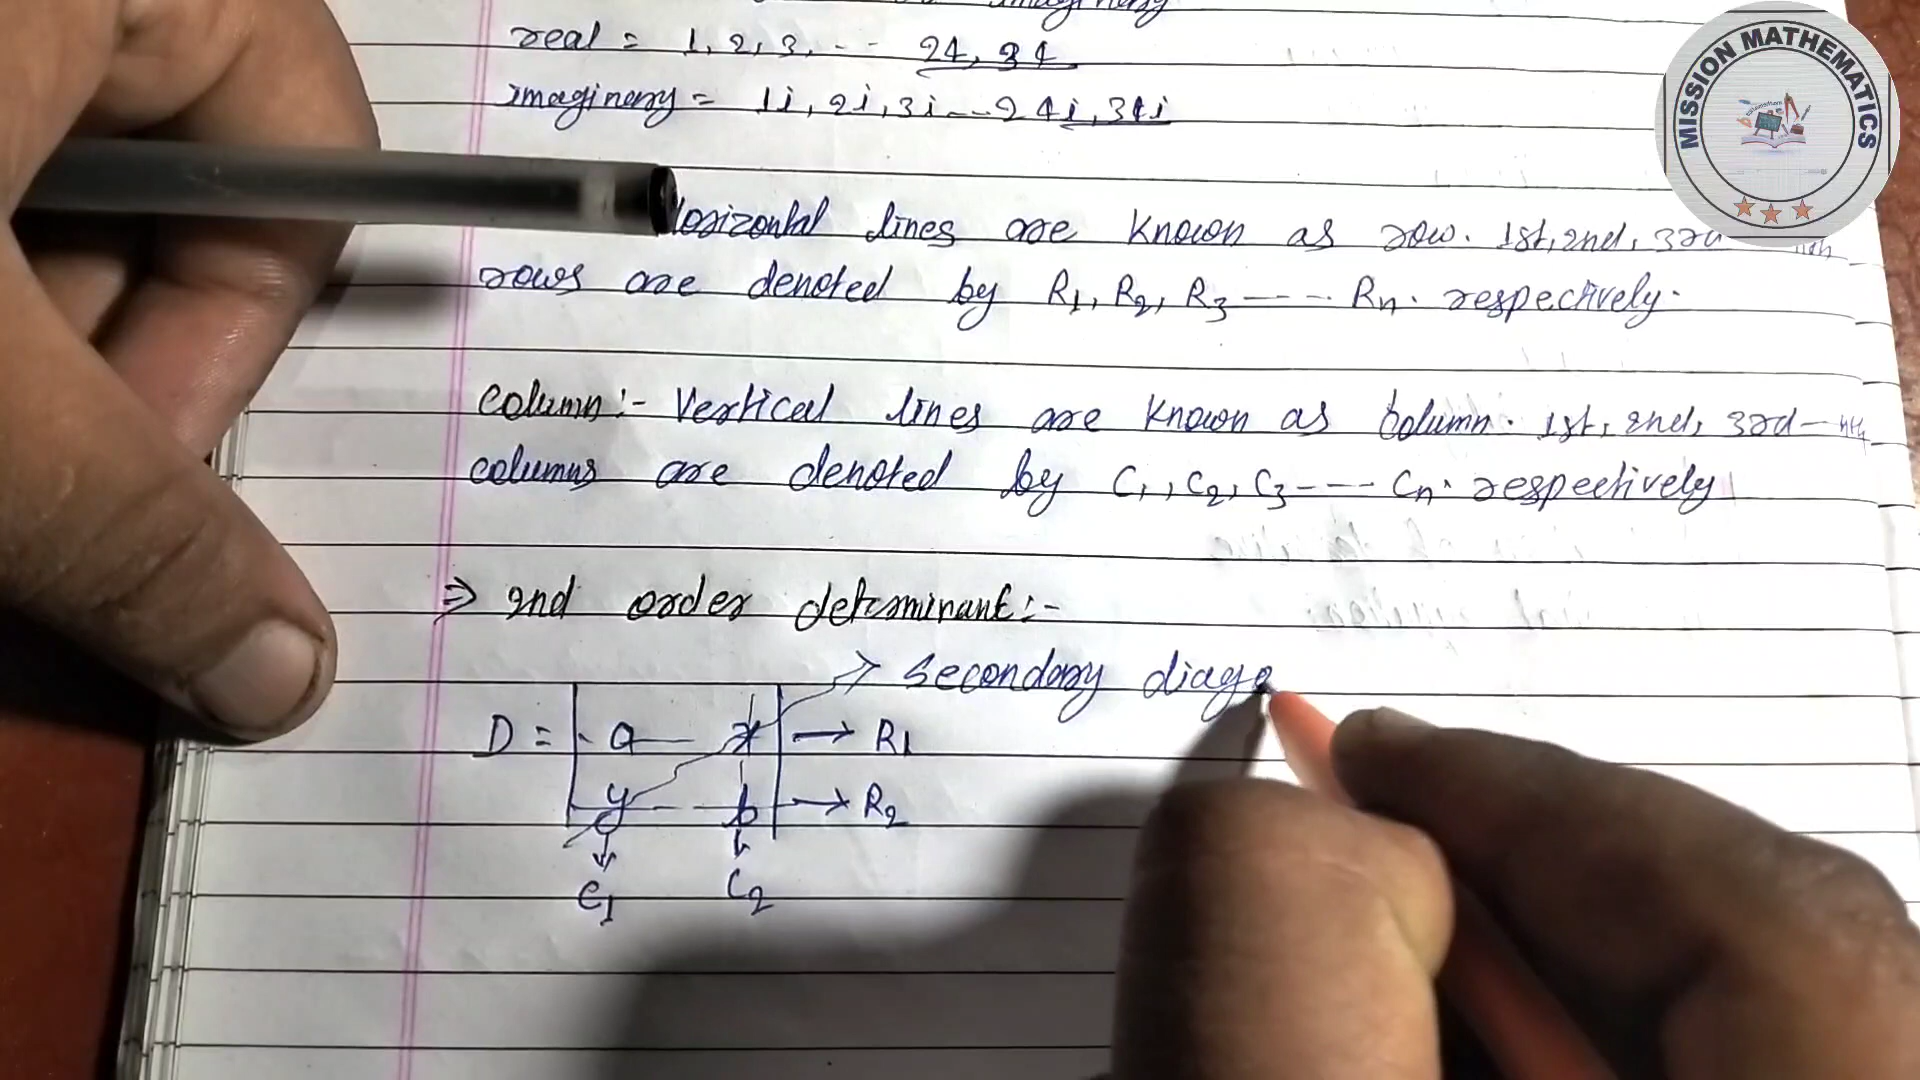 real = 1, 2, 3, -- 24, 34
imaginary = 1i, 2i, 3i --- 24i, 34i
Horizontal lines are known as row. 1st, 2nd, 3rd
rows are denoted by R1, R2, R3 ---- Rn. respectively.
column :- Vertical lines are known as Column. 1st, 2nd, 3rd - nth
columns are denoted by C1, C2, C3 ---- Cn. respectively
⇒ 2nd order determinant :-
secondary diago
D = | a x | → R1
y b → R2
C1 C2
MISSION MATHEMATICS